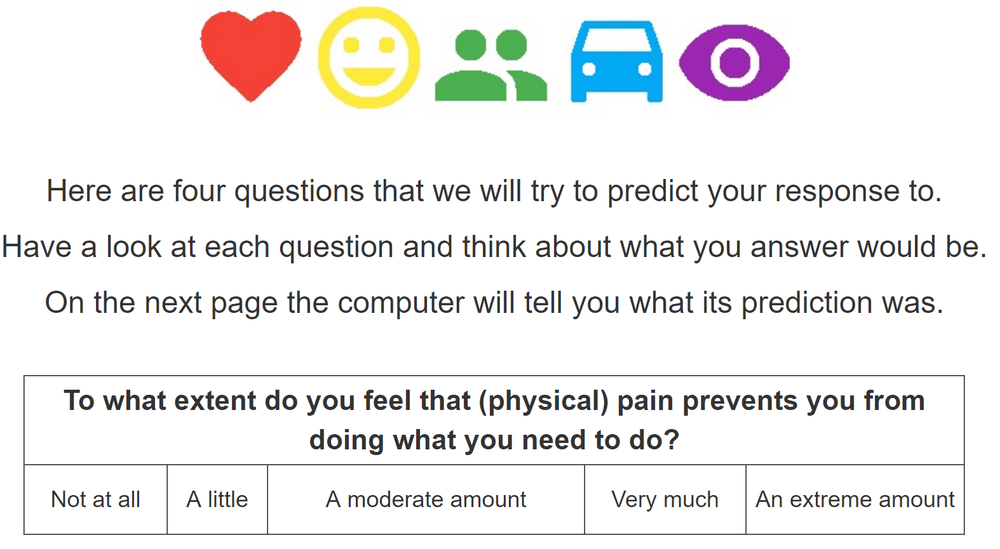 Here are four questions that we will try to predict your response to.
Have a look at each question and think about what you answer would be.
On the next page the computer will tell you what its prediction was.
To what extent do you feel that (physical) pain prevents you from
doing what you need to do?
Not at all A little A moderate amount Very much An extreme amount